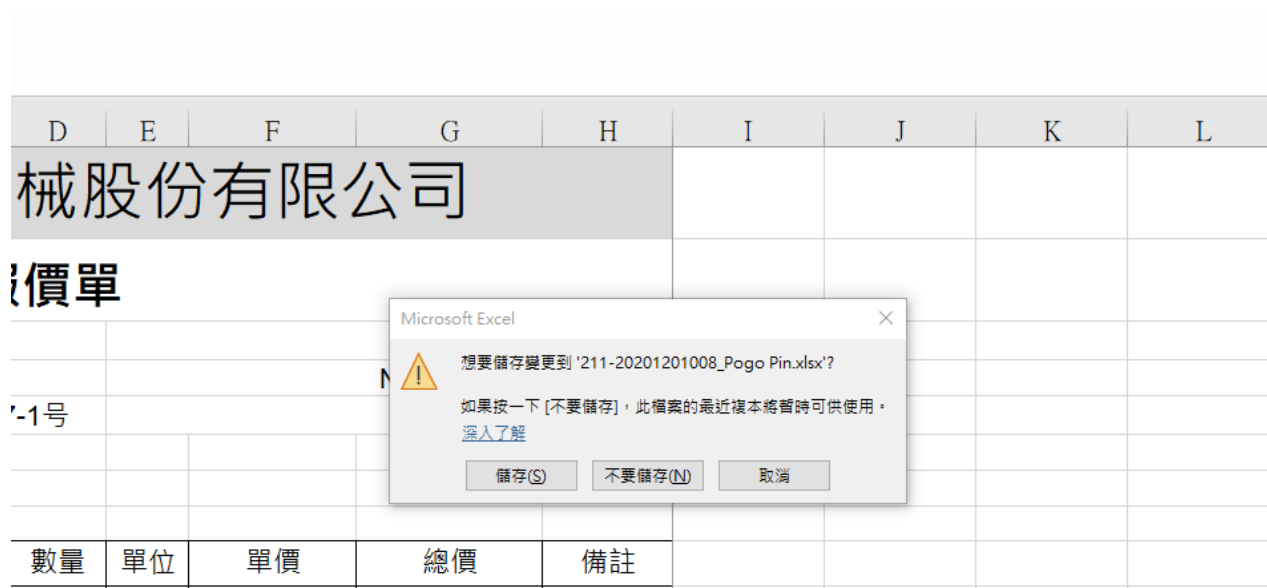 D E F G H I J K L
械股份有限公司
價單
Microsoft Excel
想要儲存變更到 '211-20201201008_Pogo Pin.xlsx'?
如果按一下 [不要儲存]，此檔案的最近複本將暫時可供使用。
深入了解
儲存(S) 不要儲存(N) 取消
7-1号
數量 單位 單價 總價 備註